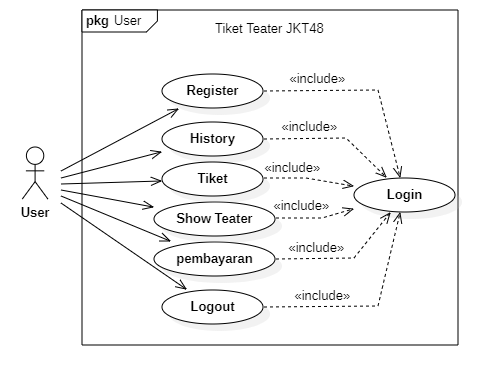 pkg User
Tiket Teater JKT48
Register
«include»
History
«include»
Tiket
«include»
Login
User
Show Teater
«include»
pembayaran
«include»
Logout
«include»